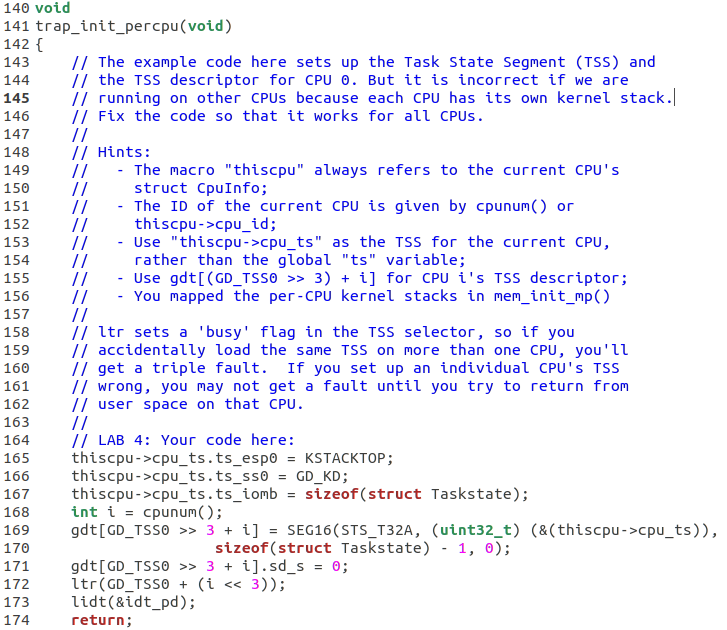 140 void
141 trap_init_percpu(void)
142 {
143     // The example code here sets up the Task State Segment (TSS) and
144     // the TSS descriptor for CPU 0. But it is incorrect if we are
145     // running on other CPUs because each CPU has its own kernel stack.
146     // Fix the code so that it works for all CPUs.
147     //
148     // Hints:
149     //   - The macro "thiscpu" always refers to the current CPU's
150     //     struct CpuInfo;
151     //   - The ID of the current CPU is given by cpunum() or
152     //     thiscpu->cpu_id;
153     //   - Use "thiscpu->cpu_ts" as the TSS for the current CPU,
154     //     rather than the global "ts" variable;
155     //   - Use gdt[(GD_TSS0 >> 3) + i] for CPU i's TSS descriptor;
156     //   - You mapped the per-CPU kernel stacks in mem_init_mp()
157     //
158     // ltr sets a 'busy' flag in the TSS selector, so if you
159     // accidentally load the same TSS on more than one CPU, you'll
160     // get a triple fault.  If you set up an individual CPU's TSS
161     // wrong, you may not get a fault until you try to return from
162     // user space on that CPU.
163     //
164     // LAB 4: Your code here:
165     thiscpu->cpu_ts.ts_esp0 = KSTACKTOP;
166     thiscpu->cpu_ts.ts_ss0 = GD_KD;
167     thiscpu->cpu_ts.ts_iomb = sizeof(struct Taskstate);
168     int i = cpunum();
169     gdt[GD_TSS0 >> 3 + i] = SEG16(STS_T32A, (uint32_t) (&(thiscpu->cpu_ts)),
170                     sizeof(struct Taskstate) - 1, 0);
171     gdt[GD_TSS0 >> 3 + i].sd_s = 0;
172     ltr(GD_TSS0 + (i << 3));
173     lidt(&idt_pd);
174     return;